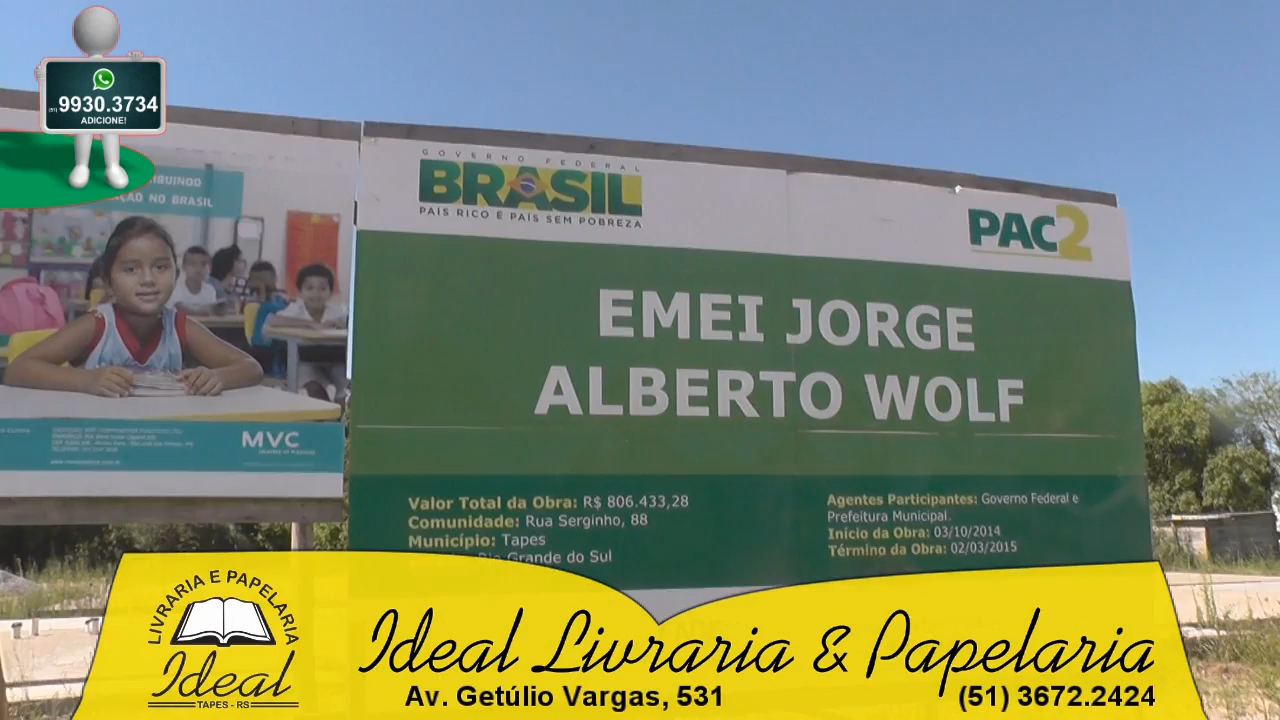 (51) 9930.3734
ADICIONE!
AÇÃO NO BRASIL
MVC
GOVERNO FEDERAL
BRASIL
PAÍS RICO É PAÍS SEM POBREZA
PAC2
EMEI JORGE
ALBERTO WOLF
Valor Total da Obra: R$ 806.433,28
Comunidade: Rua Serginho, 88
Município: Tapes
Rio Grande do Sul
Agentes Participantes: Governo Federal e
Prefeitura Municipal.
Início da Obra: 03/10/2014
Término da Obra: 02/03/2015
LIVRARIA E PAPELARIA
Ideal
TAPES - RS
Ideal Livraria & Papelaria
Av. Getúlio Vargas, 531
(51) 3672.2424